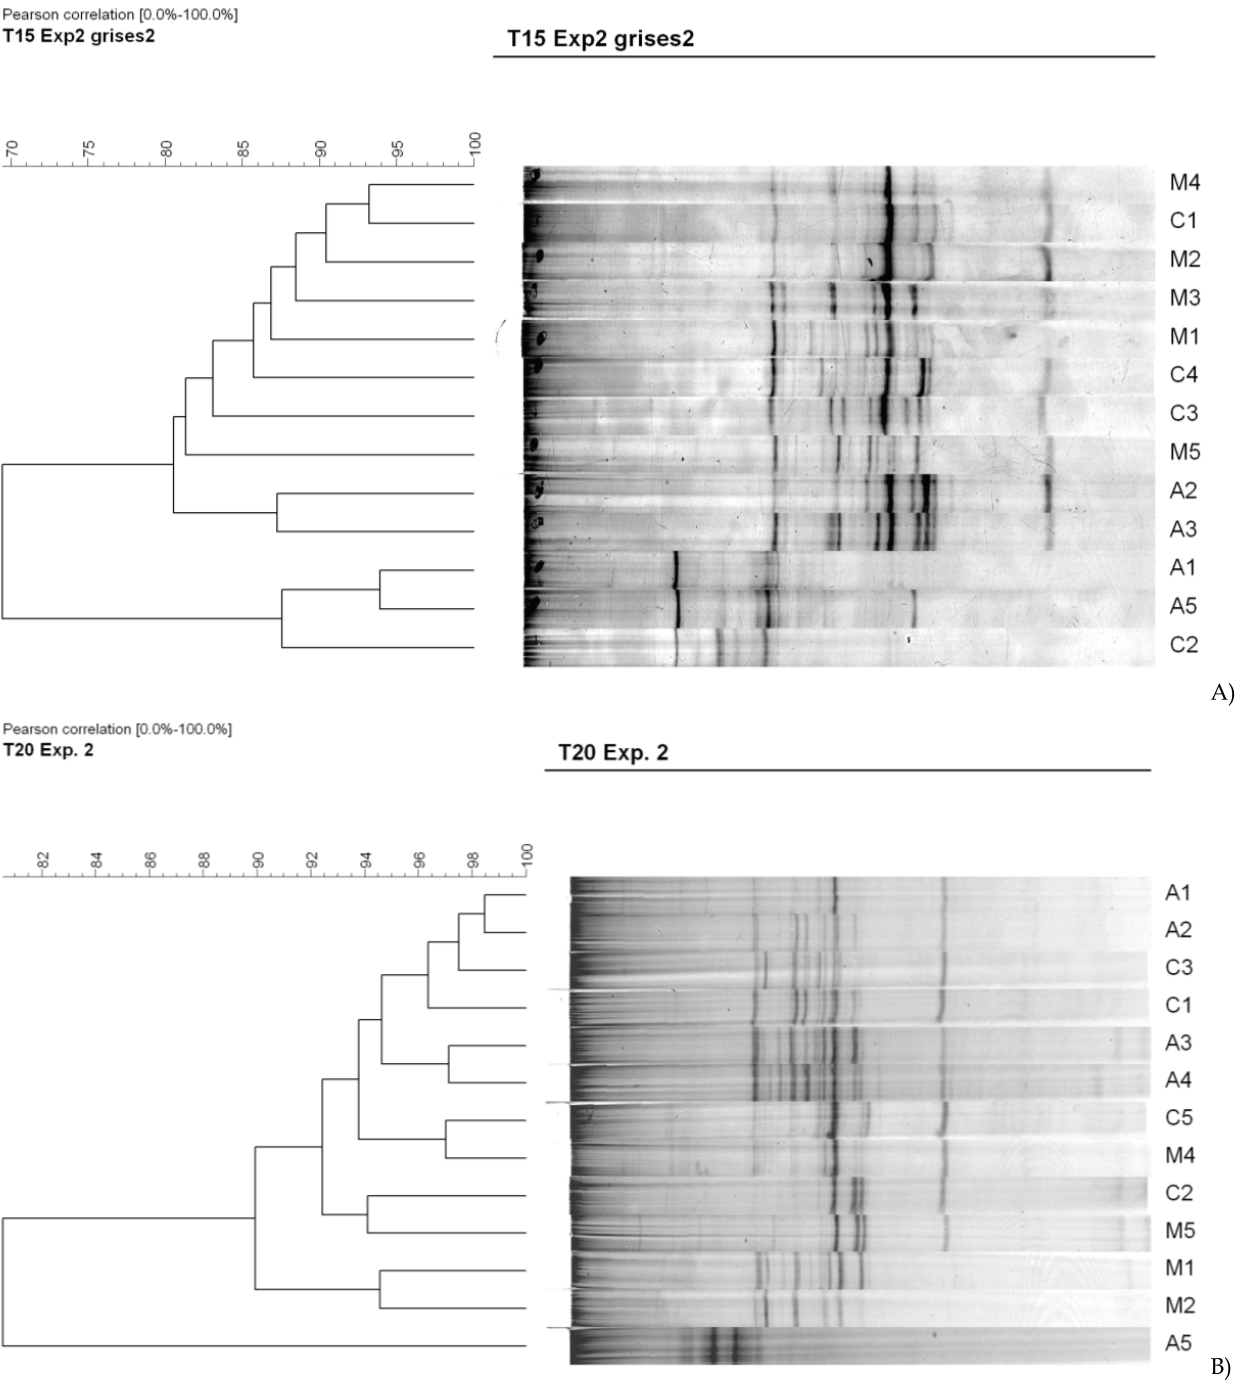 Pearson correlation [0.0%-100.0%]
T15 Exp2 grises2
T15 Exp2 grises2
70 75 80 85 90 95 100
M4
C1
M2
M3
M1
C4
C3
M5
A2
A3
A1
A5
C2
A)
Pearson correlation [0.0%-100.0%]
T20 Exp. 2
T20 Exp. 2
82 84 86 88 90 92 94 96 98 100
A1
A2
C3
C1
A3
A4
C5
M4
C2
M5
M1
M2
A5
B)